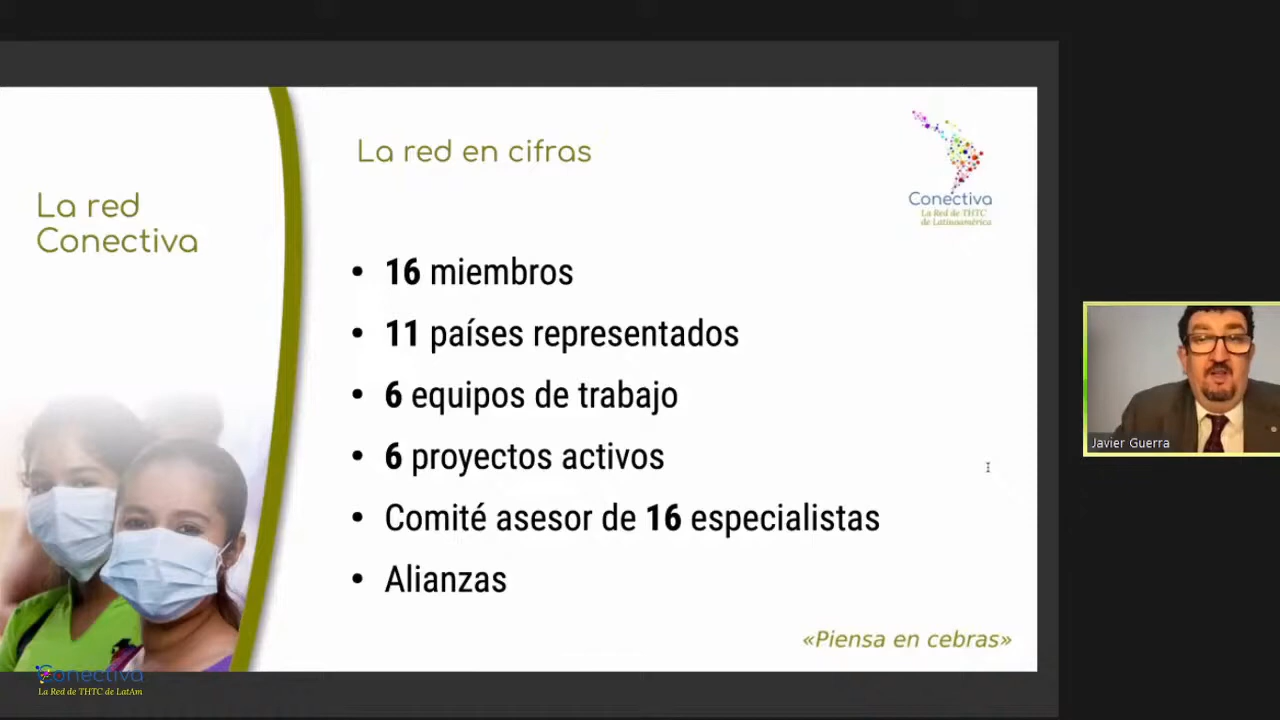 La red
Conectiva
La red en cifras
Conectiva
La Red de THTC
de Latinoamérica
• 16 miembros
• 11 países representados
• 6 equipos de trabajo
• 6 proyectos activos
• Comité asesor de 16 especialistas
• Alianzas
«Piensa en cebras»
Javier Guerra
Conectiva
La Red de THTC de LatAm